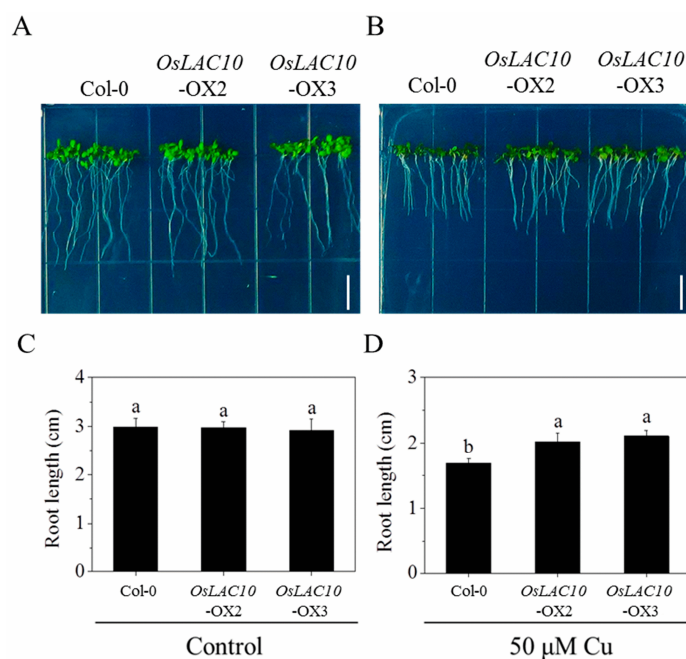 A
B
Col-0
OsLAC10
-OX2
OsLAC10
-OX3
Col-0
OsLAC10
-OX2
OsLAC10
-OX3
C
Root length (cm)
4
3
2
1
0
a
a
a
Col-0
OsLAC10
-OX2
OsLAC10
-OX3
Control
D
Root length (cm)
3
2
1
0
b
a
a
Col-0
OsLAC10
-OX2
OsLAC10
-OX3
50 μM Cu